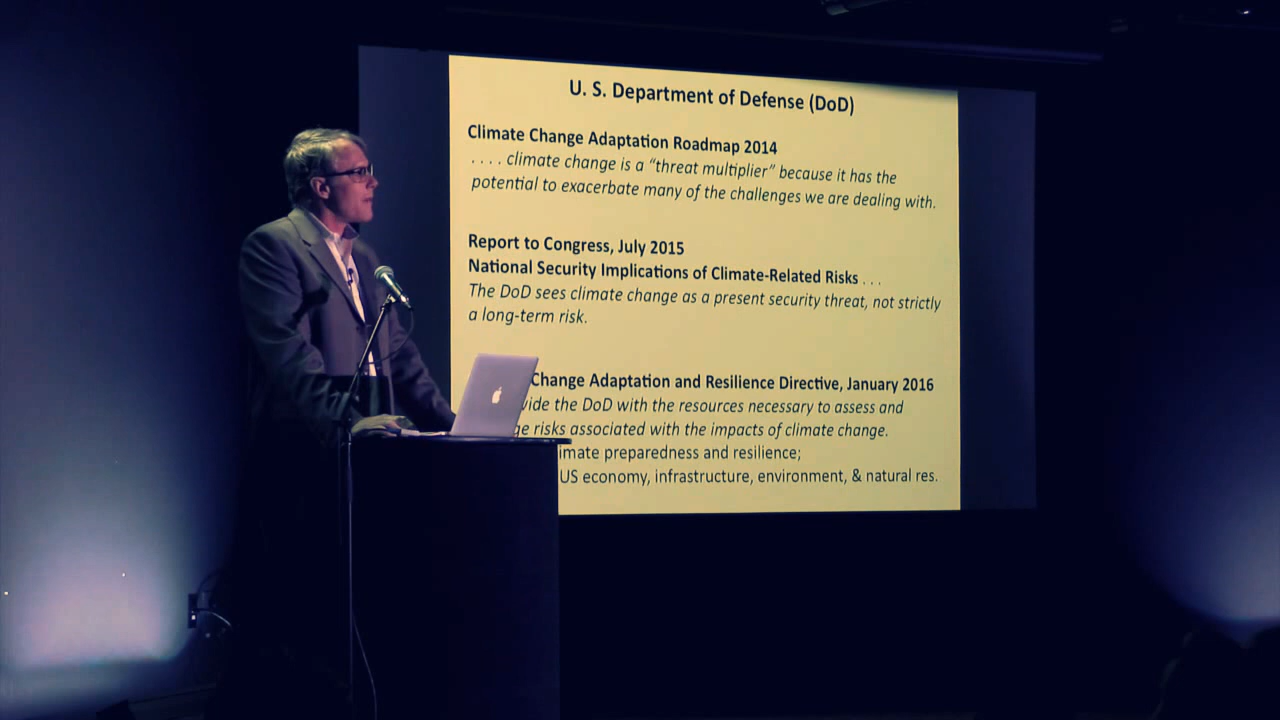 U. S. Department of Defense (DoD)
Climate Change Adaptation Roadmap 2014
. . . . climate change is a “threat multiplier” because it has the
potential to exacerbate many of the challenges we are dealing with.
Report to Congress, July 2015
National Security Implications of Climate-Related Risks . . .
The DoD sees climate change as a present security threat, not strictly
a long-term risk.
Change Adaptation and Resilience Directive, January 2016
the DoD with the resources necessary to assess and
risks associated with the impacts of climate change.
preparedness and resilience;
US economy, infrastructure, environment, & natural res.